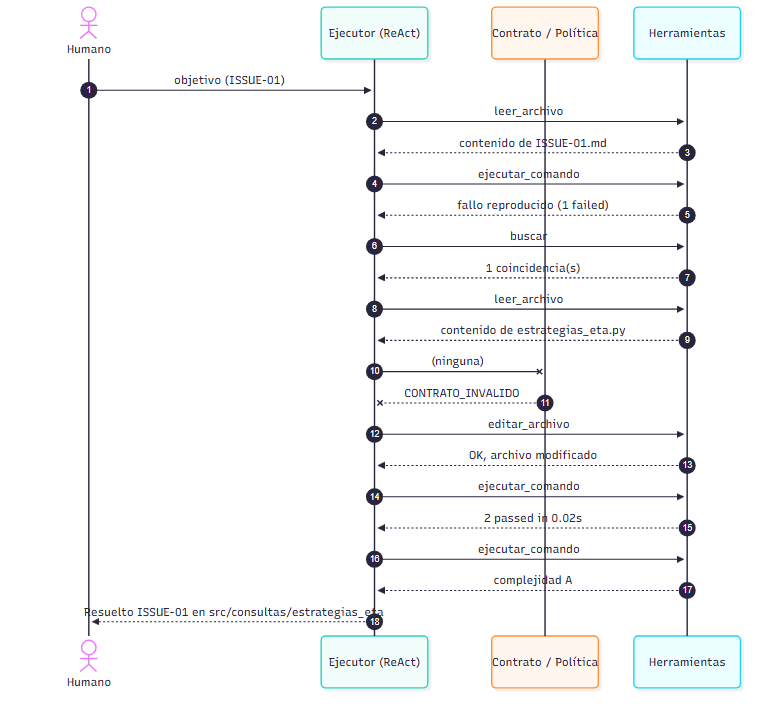 Humano
Ejecutor (ReAct)
Contrato / Política
Herramientas
1
objetivo (ISSUE-01)
2
leer_archivo
contenido de ISSUE-01.md
3
4
ejecutar_comando
fallo reproducido (1 failed)
5
6
buscar
1 coincidencia(s)
7
8
leer_archivo
contenido de estrategias_eta.py
9
10
(ninguna)
CONTRATO_INVALIDO
11
12
editar_archivo
OK, archivo modificado
13
14
ejecutar_comando
2 passed in 0.02s
15
16
ejecutar_comando
complejidad A
17
Resuelto ISSUE-01 en src/consultas/estrategias_eta
18
Humano
Ejecutor (ReAct)
Contrato / Política
Herramientas